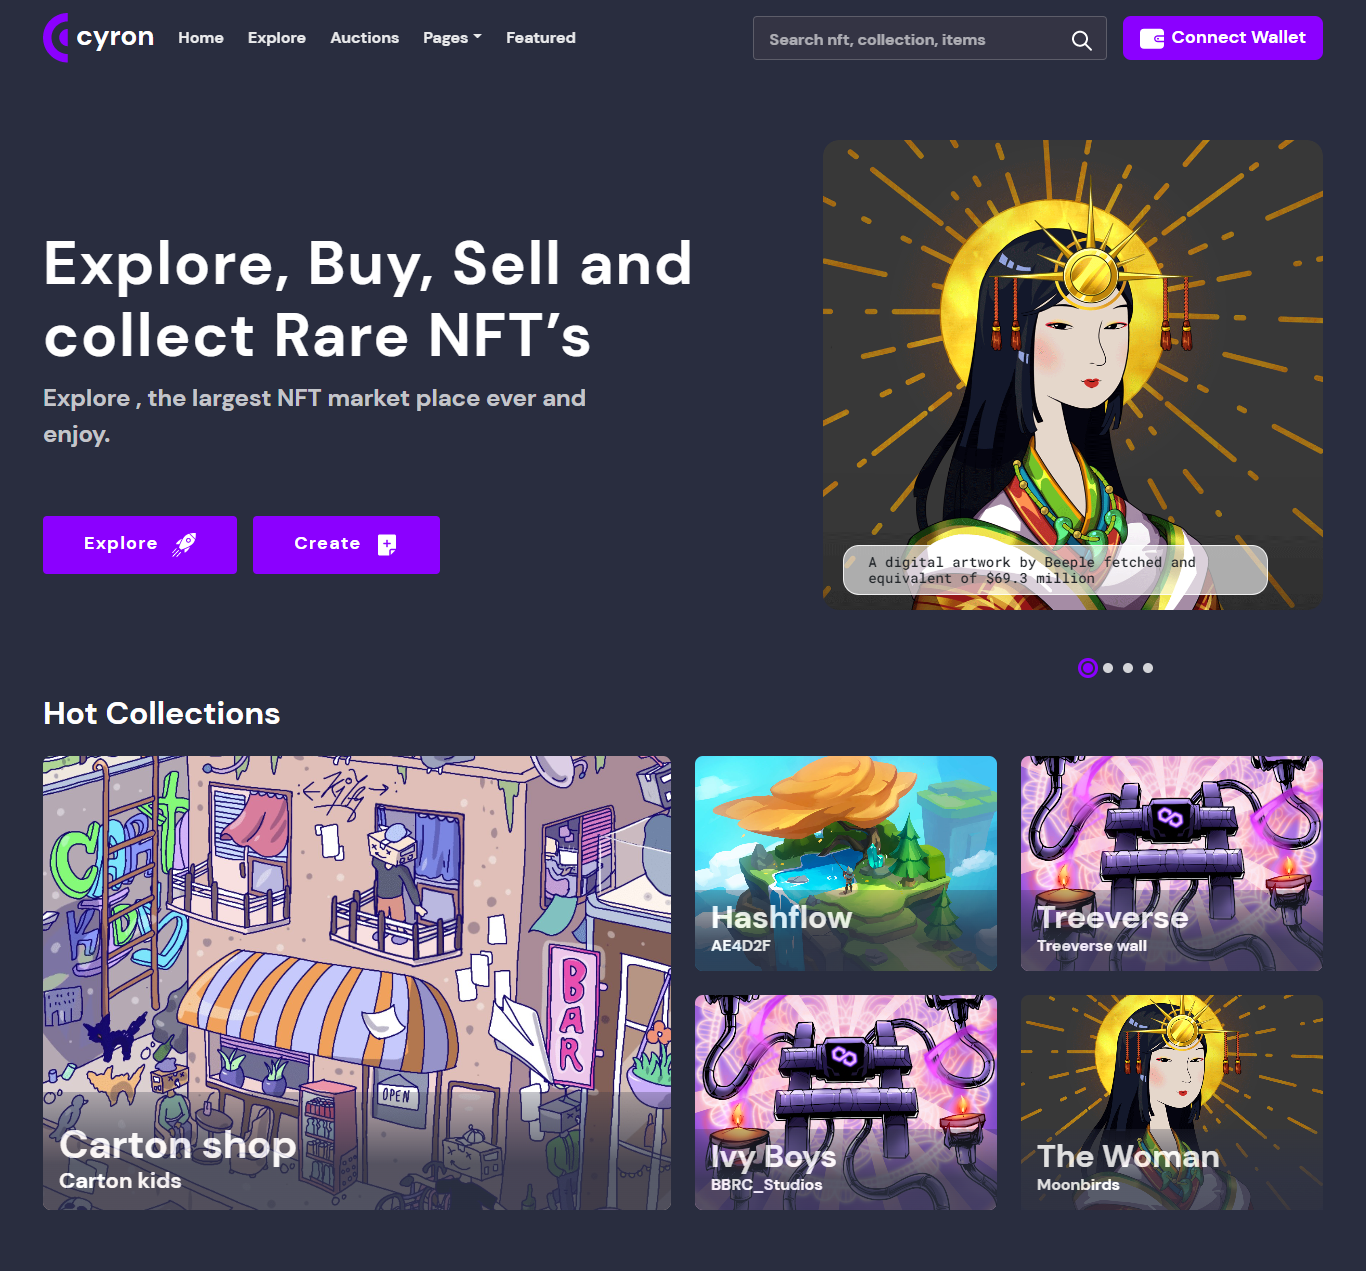 cyron Home Explore Auctions Pages Featured
Search nft, collection, items
Connect Wallet
Explore, Buy, Sell and
collect Rare NFT’s
Explore , the largest NFT market place ever and
enjoy.
Explore
Create
A digital artwork by Beeple fetched and
equivalent of $69.3 million
Hot Collections
BAR
OPEN
Carton shop
Carton kids
Hashflow
AE4D2F
Treeverse
Treeverse wall
Ivy Boys
BBRC_Studios
The Woman
Moonbirds